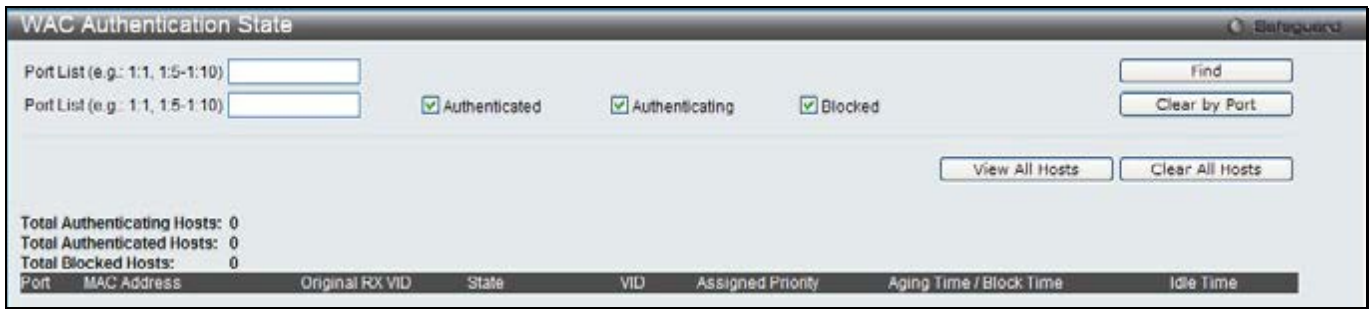 WAC Authentication State
Safeguard
Port List (e.g.: 1:1, 1:5-1:10)
Find
Port List (e.g.: 1:1, 1:5-1:10)
Authenticated
Authenticating
Blocked
Clear by Port
View All Hosts
Clear All Hosts
Total Authenticating Hosts: 0
Total Authenticated Hosts: 0
Total Blocked Hosts: 0
Port MAC Address Original RX VID State VID Assigned Priority Aging Time / Block Time Idle Time